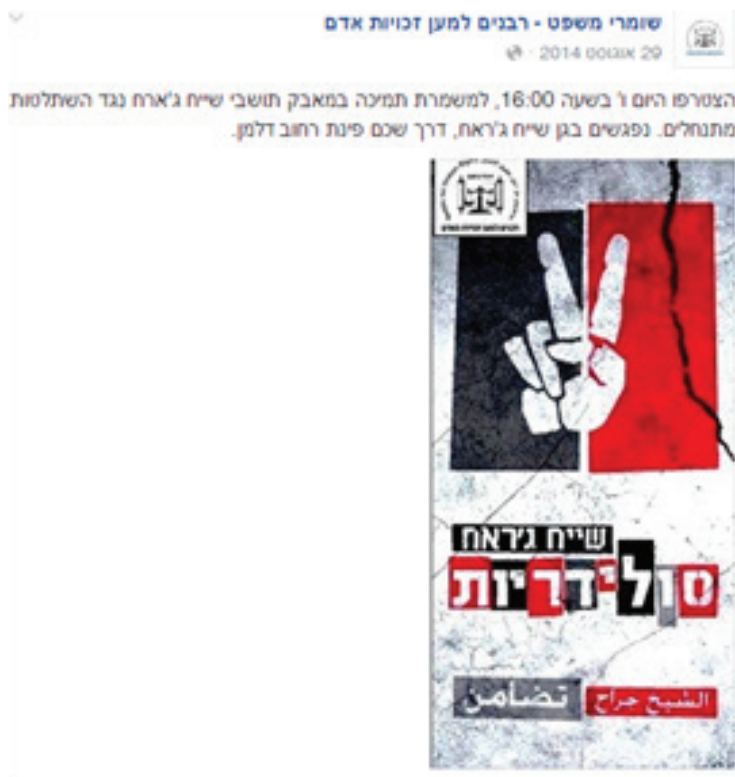 שומרי משפט - רבנים למען זכויות אדם
29 אוגוסט 2014
הצטרפו היום ו' בשעה 16:00, למשמרת תמיכה במאבק תושבי שייח ג'ארח נגד השתלטות
מתנחלים. נפגשים בגן שייח ג'ראח, דרך שכם פינת רחוב דלמן.
שייח ג'ראח
סולידריות
الشيخ جراح تضامن